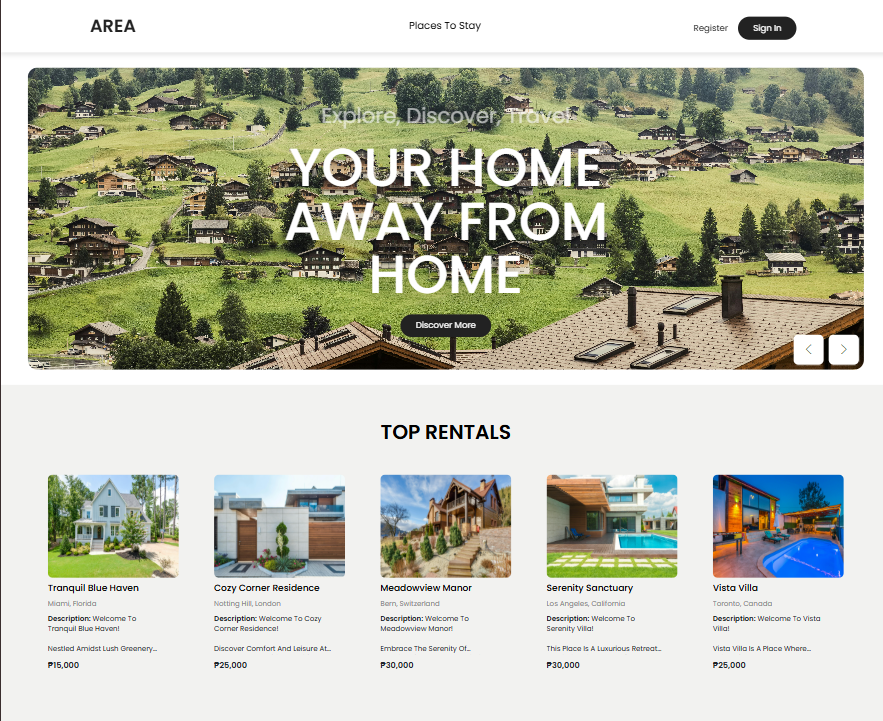 AREA
Places To Stay
Register
Sign In
Explore, Discover, Travel
YOUR HOME
AWAY FROM
HOME
Discover More
TOP RENTALS
Tranquil Blue Haven
Miami, Florida
Description: Welcome To
Tranquil Blue Haven!
Nestled Amidst Lush Greenery...
₱15,000
Cozy Corner Residence
Notting Hill, London
Description: Welcome To Cozy
Corner Residence!
Discover Comfort And Leisure At...
₱25,000
Meadowview Manor
Bern, Switzerland
Description: Welcome To
Meadowview Manor!
Embrace The Serenity Of...
₱30,000
Serenity Sanctuary
Los Angeles, California
Description: Welcome To
Serenity Villa!
This Place Is A Luxurious Retreat...
₱30,000
Vista Villa
Toronto, Canada
Description: Welcome To Vista
Villa!
Vista Villa Is A Place Where...
₱25,000